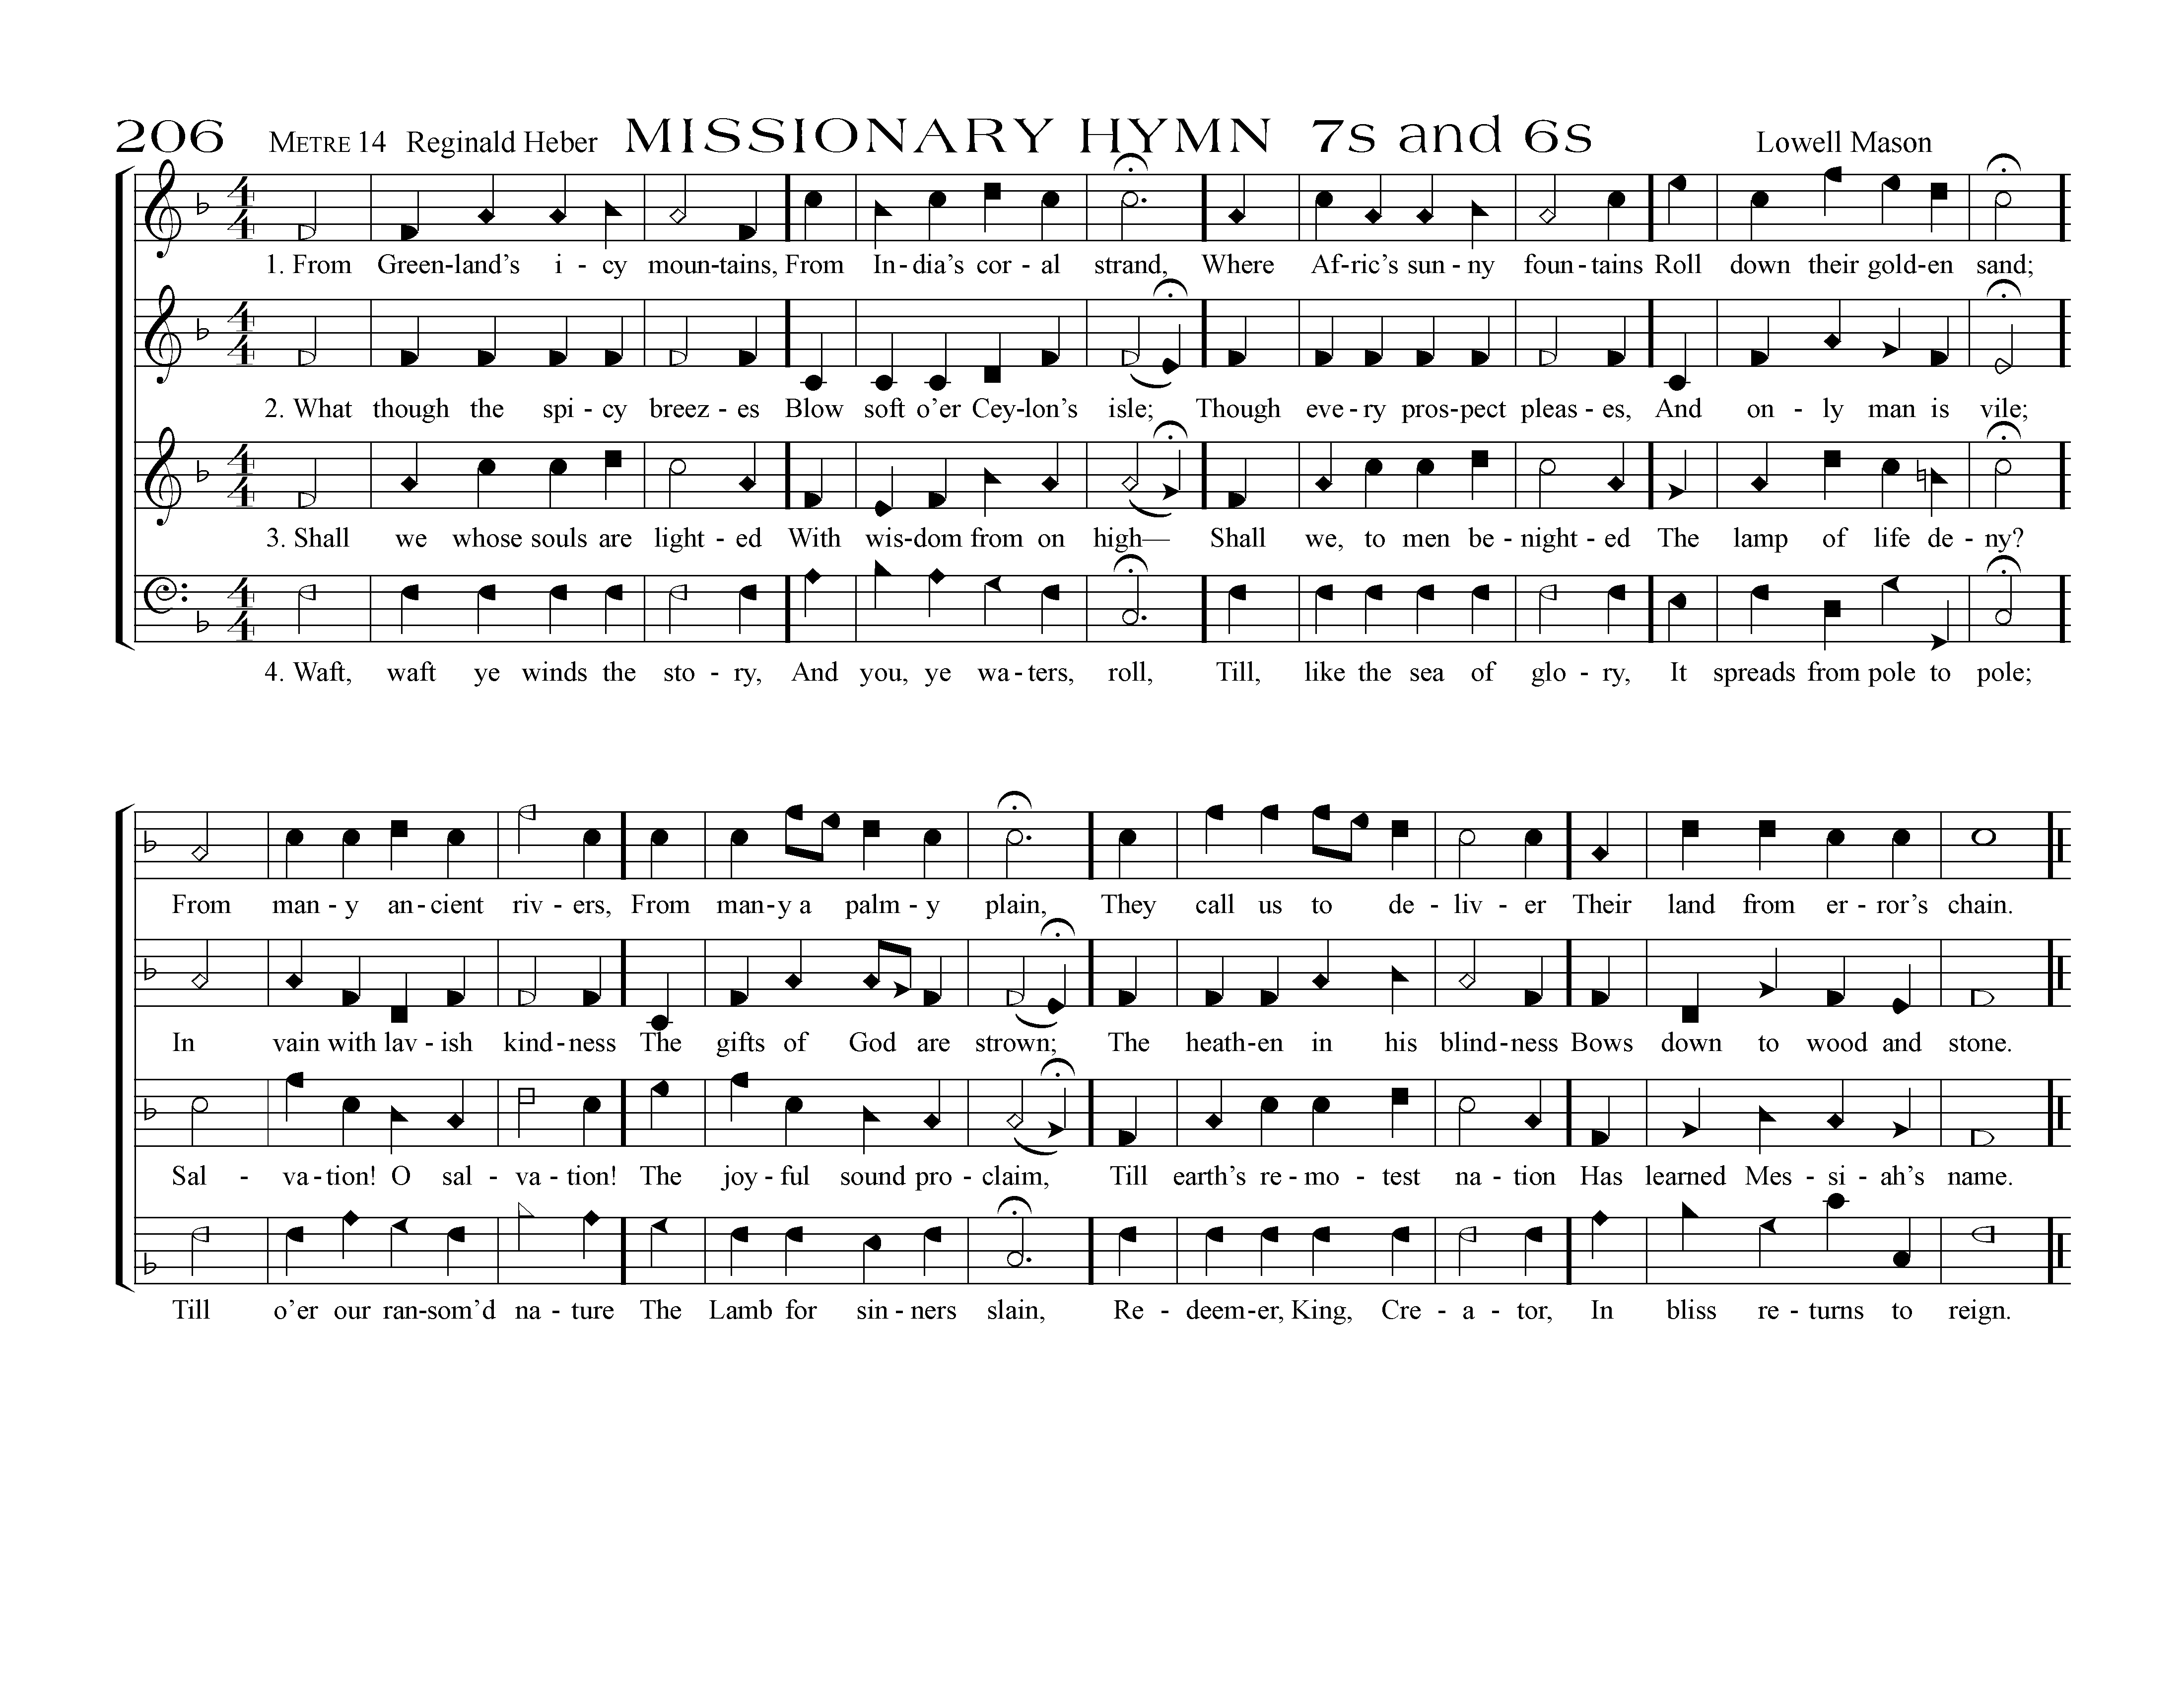 206 Metre 14 Reginald Heber MISSIONARY HYMN 7s and 6s Lowell Mason
1. From Green-land’s i - cy moun-tains, From In-dia’s cor - al strand, Where Af-ric’s sun - ny foun-tains Roll down their gold-en sand;
2. What though the spi - cy breez - es Blow soft o’er Cey-lon’s isle; Though eve - ry pros-pect pleas - es, And on - ly man is vile;
3. Shall we whose souls are light - ed With wis-dom from on high— Shall we, to men be - night - ed The lamp of life de - ny?
4. Waft, waft ye winds the sto - ry, And you, ye wa - ters, roll, Till, like the sea of glo - ry, It spreads from pole to pole;
From man - y an - cient riv - ers, From man-y a palm - y plain, They call us to de - liv - er Their land from er - ror’s chain.
In vain with lav - ish kind-ness The gifts of God are strown; The heath-en in his blind-ness Bows down to wood and stone.
Sal - va-tion! O sal - va - tion! The joy - ful sound pro - claim, Till earth’s re - mo - test na - tion Has learned Mes - si - ah’s name.
Till o’er our ran-som’d na - ture The Lamb for sin - ners slain, Re - deem-er, King, Cre - a - tor, In bliss re - turns to reign.